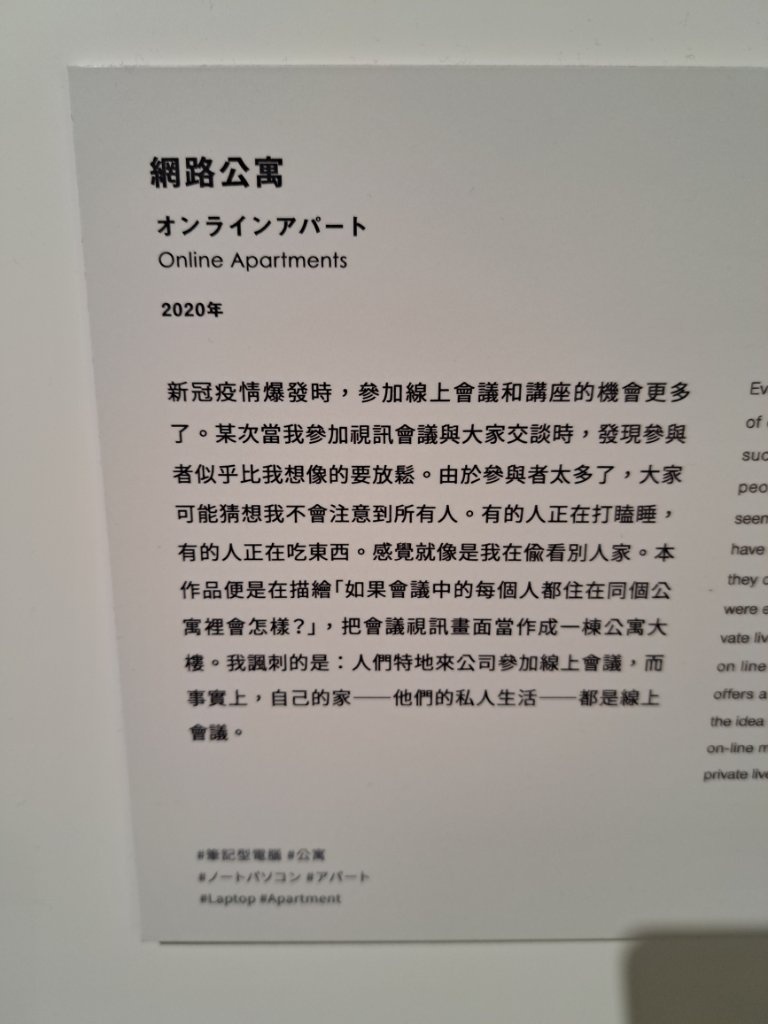 網路公寓
オンラインアパート
Online Apartments
2020年
新冠疫情爆發時，參加線上會議和講座的機會更多
了。某次當我參加視訊會議與大家交談時，發現參與
者似乎比我想像的要放鬆。由於參與者太多了，大家
可能猜想我不會注意到所有人。有的人正在打瞌睡，
有的人正在吃東西。感覺就像是我在偷看別人家。本
作品便是在描繪「如果會議中的每個人都住在同個公
寓裡會怎樣？」，把會議視訊畫面當作成一棟公寓大
樓。我諷刺的是：人們特地來公司參加線上會議，而
事實上，自己的家——他們的私人生活——都是線上
會議。
#筆記型電腦 #公寓
#ノートパソコン #アパート
#Laptop #Apartment
Ev
of
suc
peo
seen
have
they c
were e
vate liv
on line
offers a
the idea
on-line m
private live